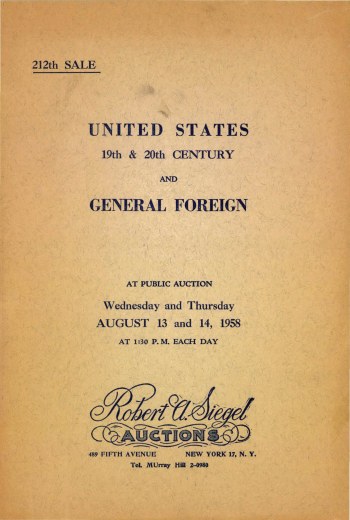 212th SALE
UNITED STATES
19th & 20th CENTURY
AND
GENERAL FOREIGN
AT PUBLIC AUCTION
Wednesday and Thursday
AUGUST 13 and 14, 1958
AT 1:30 P. M. EACH DAY
Robert A. Siegel
AUCTIONS
489 FIFTH AVENUE NEW YORK 17, N. Y.
Tel. MUrray Hill 2-0980